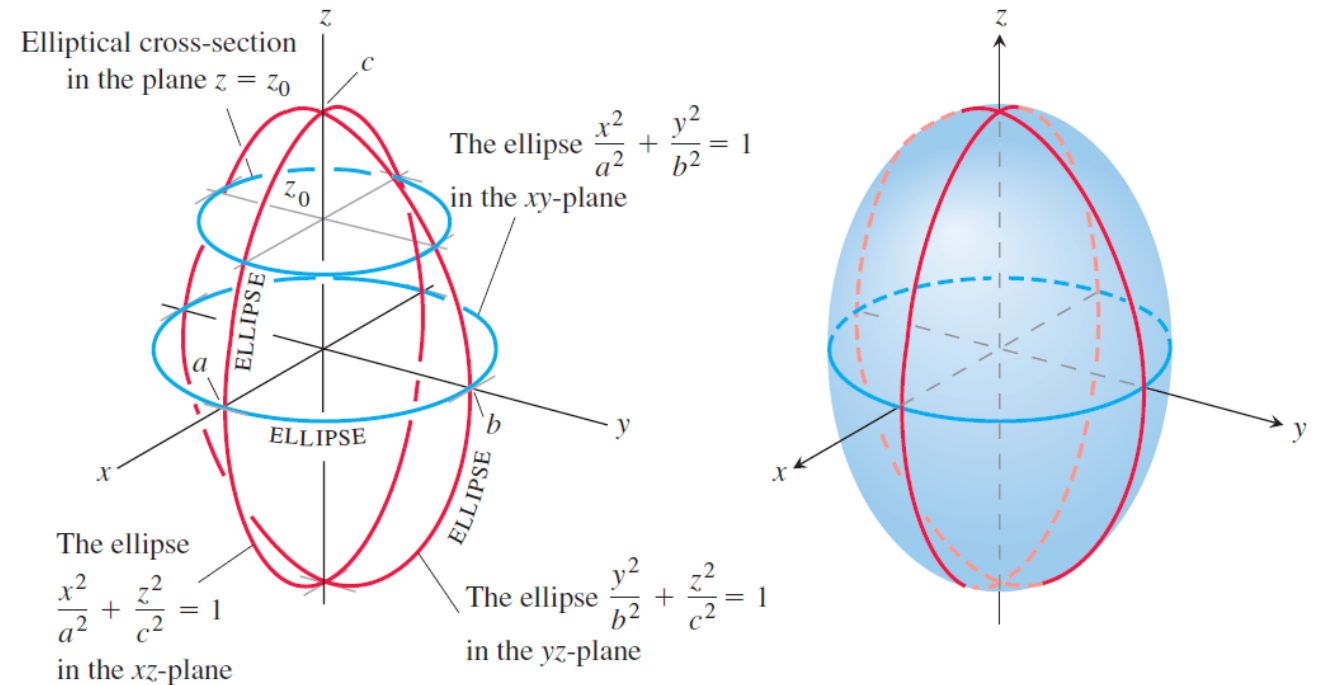 z
Elliptical cross-section
in the plane z = z₀
c
The ellipse x²/a² + y²/b² = 1
in the xy-plane
z₀
ELLIPSE
a
b
y
ELLIPSE
x
ELLIPSE
The ellipse
x²/a² + z²/c² = 1
in the xz-plane
The ellipse y²/b² + z²/c² = 1
in the yz-plane
z
y
x